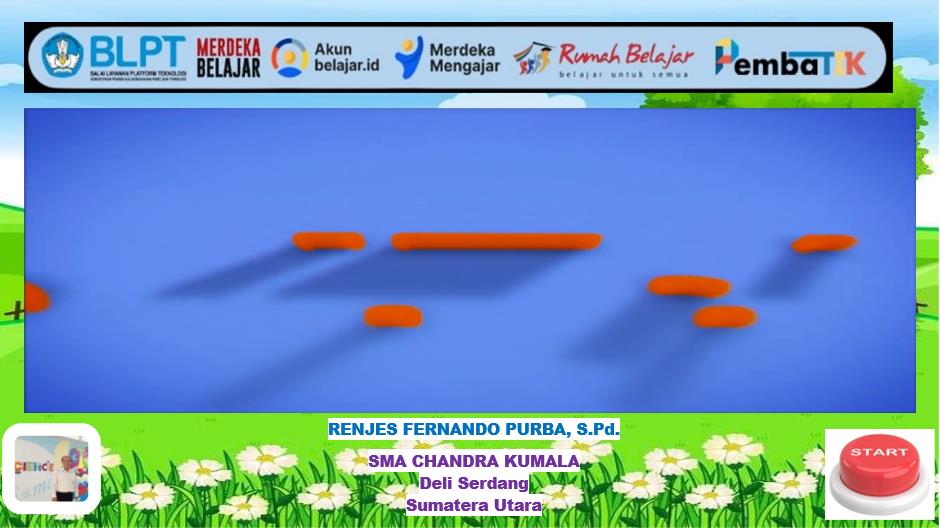 BLPT
BALAI LAYANAN PLATFORM TEKNOLOGI
MERDEKA
BELAJAR
Akun
belajar.id
Merdeka
Mengajar
Rumah Belajar
belajar untuk semua
PembaTIK
RENJES FERNANDO PURBA, S.Pd.
SMA CHANDRA KUMALA
Deli Serdang
Sumatera Utara
START